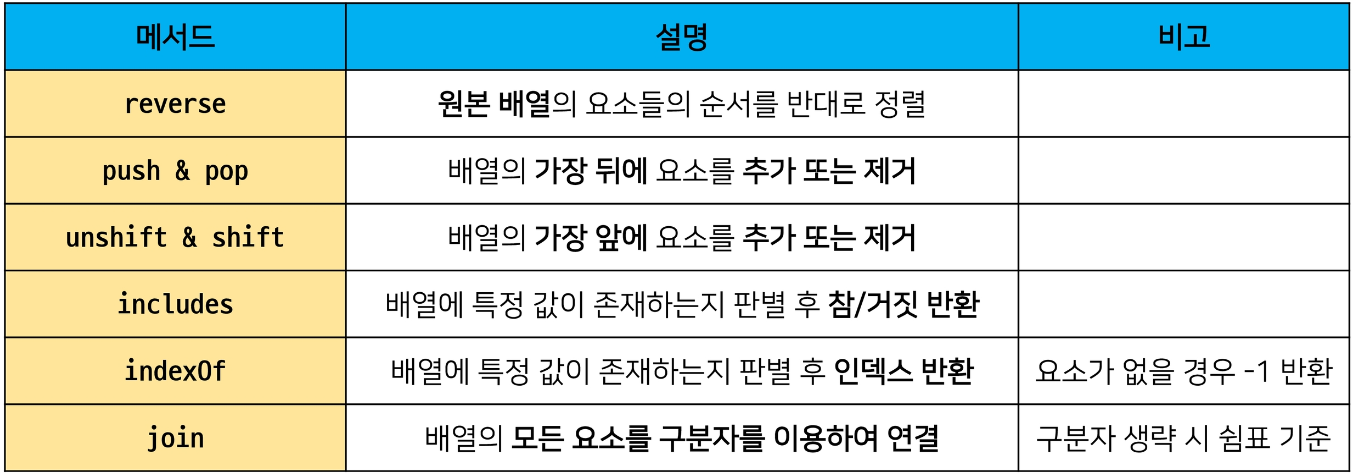 메서드 설명 비고
reverse 원본 배열의 요소들의 순서를 반대로 정렬
push & pop 배열의 가장 뒤에 요소를 추가 또는 제거
unshift & shift 배열의 가장 앞에 요소를 추가 또는 제거
includes 배열에 특정 값이 존재하는지 판별 후 참/거짓 반환
indexOf 배열에 특정 값이 존재하는지 판별 후 인덱스 반환 요소가 없을 경우 -1 반환
join 배열의 모든 요소를 구분자를 이용하여 연결 구분자 생략 시 쉼표 기준